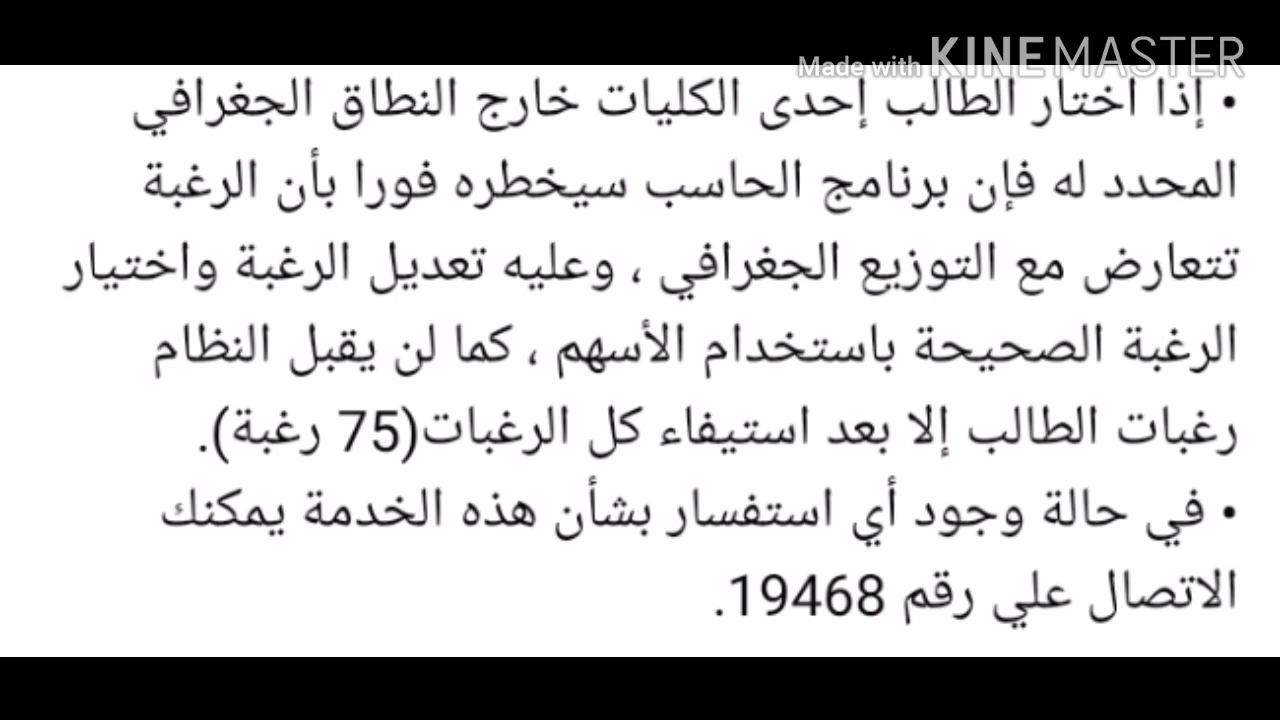 Made with KINEMASTER
• إذا اختار الطالب إحدى الكليات خارج النطاق الجغرافي
المحدد له فإن برنامج الحاسب سيخطره فورا بأن الرغبة
تتعارض مع التوزيع الجغرافي ، وعليه تعديل الرغبة واختيار
الرغبة الصحيحة باستخدام الأسهم ، كما لن يقبل النظام
رغبات الطالب إلا بعد استيفاء كل الرغبات(75 رغبة).
• في حالة وجود أي استفسار بشأن هذه الخدمة يمكنك
الاتصال علي رقم 19468.